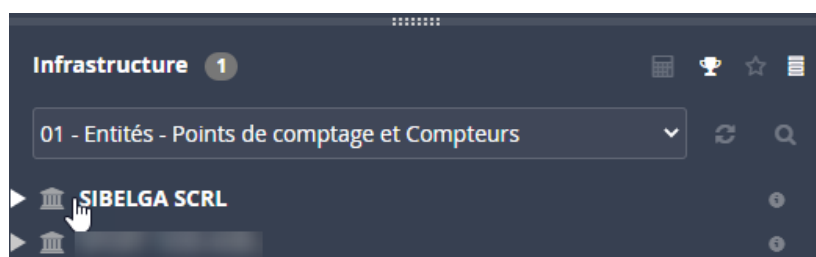 Infrastructure 1
01 - Entités - Points de comptage et Compteurs
SIBELGA SCRL